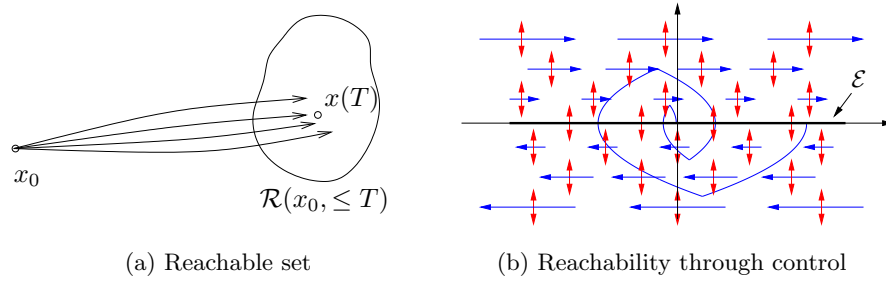 x(T)
x₀
R(x₀, ≤ T)
(a) Reachable set
ℰ
(b) Reachability through control